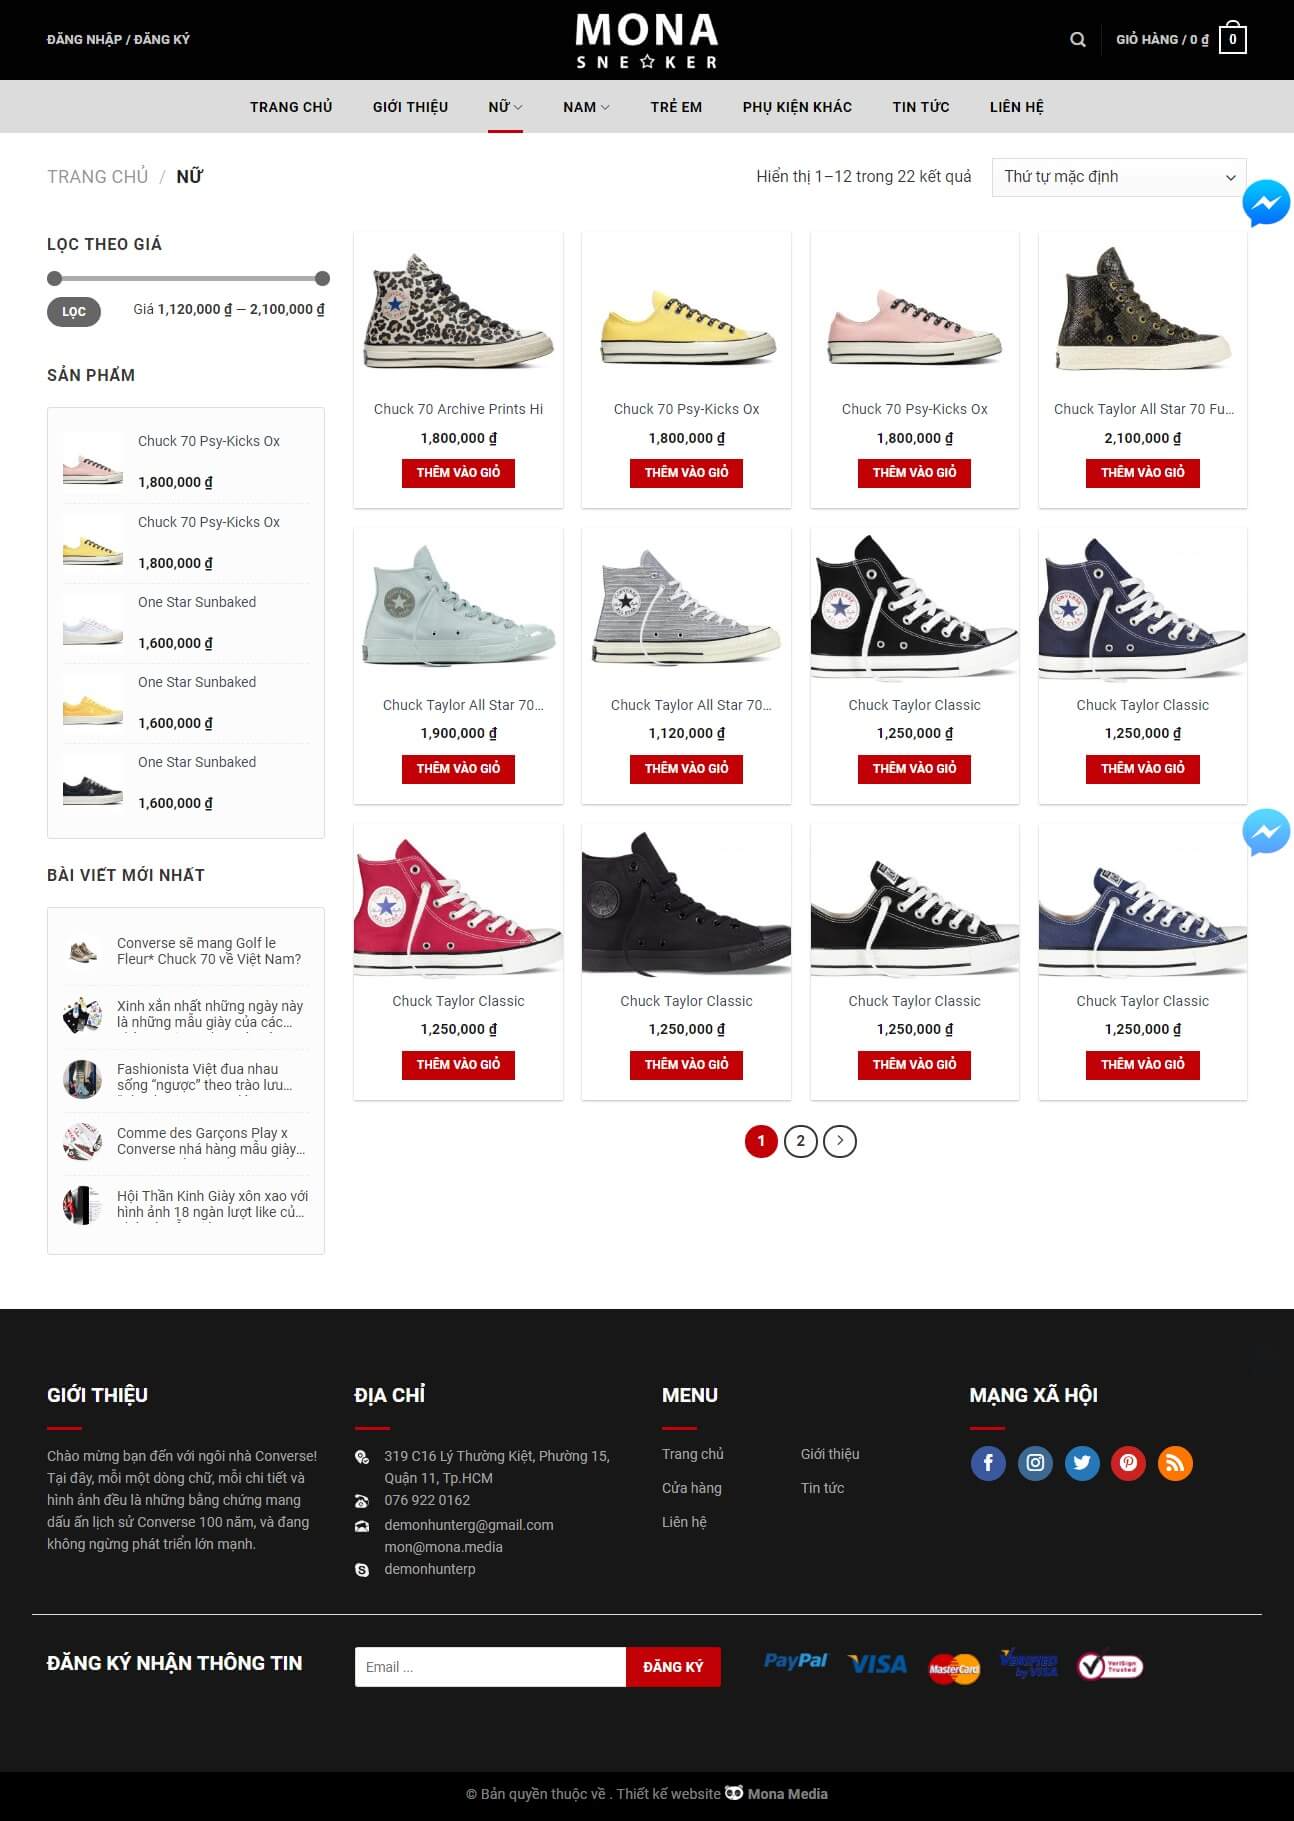 ĐĂNG NHẬP / ĐĂNG KÝ
MONA
SNE☆KER
GIỎ HÀNG / 0 ₫
0
TRANG CHỦ
GIỚI THIỆU
NỮ
NAM
TRẺ EM
PHỤ KIỆN KHÁC
TIN TỨC
LIÊN HỆ
TRANG CHỦ / NỮ
Hiển thị 1–12 trong 22 kết quả
Thứ tự mặc định
LỌC THEO GIÁ
LỌC
Giá 1,120,000 ₫ — 2,100,000 ₫
SẢN PHẨM
Chuck 70 Psy-Kicks Ox
1,800,000 ₫
Chuck 70 Psy-Kicks Ox
1,800,000 ₫
One Star Sunbaked
1,600,000 ₫
One Star Sunbaked
1,600,000 ₫
One Star Sunbaked
1,600,000 ₫
BÀI VIẾT MỚI NHẤT
Converse sẽ mang Golf le
Fleur* Chuck 70 về Việt Nam?
Xinh xắn nhất những ngày này
là những mẫu giày của các...
Fashionista Việt đua nhau
sống “ngược” theo trào lưu...
Comme des Garçons Play x
Converse nhá hàng mẫu giày...
Hội Thần Kinh Giày xôn xao với
hình ảnh 18 ngàn lượt like củ...
Chuck 70 Archive Prints Hi
1,800,000 ₫
THÊM VÀO GIỎ
Chuck 70 Psy-Kicks Ox
1,800,000 ₫
THÊM VÀO GIỎ
Chuck 70 Psy-Kicks Ox
1,800,000 ₫
THÊM VÀO GIỎ
Chuck Taylor All Star 70 Fu...
2,100,000 ₫
THÊM VÀO GIỎ
Chuck Taylor All Star 70...
1,900,000 ₫
THÊM VÀO GIỎ
Chuck Taylor All Star 70...
1,120,000 ₫
THÊM VÀO GIỎ
Chuck Taylor Classic
1,250,000 ₫
THÊM VÀO GIỎ
Chuck Taylor Classic
1,250,000 ₫
THÊM VÀO GIỎ
Chuck Taylor Classic
1,250,000 ₫
THÊM VÀO GIỎ
Chuck Taylor Classic
1,250,000 ₫
THÊM VÀO GIỎ
Chuck Taylor Classic
1,250,000 ₫
THÊM VÀO GIỎ
Chuck Taylor Classic
1,250,000 ₫
THÊM VÀO GIỎ
1
2
GIỚI THIỆU
Chào mừng bạn đến với ngôi nhà Converse!
Tại đây, mỗi một dòng chữ, mỗi chi tiết và
hình ảnh đều là những bằng chứng mang
dấu ấn lịch sử Converse 100 năm, và đang
không ngừng phát triển lớn mạnh.
ĐỊA CHỈ
319 C16 Lý Thường Kiệt, Phường 15,
Quận 11, Tp.HCM
076 922 0162
demonhunterg@gmail.com
mon@mona.media
demonhunterp
MENU
Trang chủ
Giới thiệu
Cửa hàng
Tin tức
Liên hệ
MẠNG XÃ HỘI
ĐĂNG KÝ NHẬN THÔNG TIN
Email ...
ĐĂNG KÝ
PayPal
VISA
MasterCard
VERIFIED
by VISA
VeriSign
Trusted
© Bản quyền thuộc về . Thiết kế website Mona Media